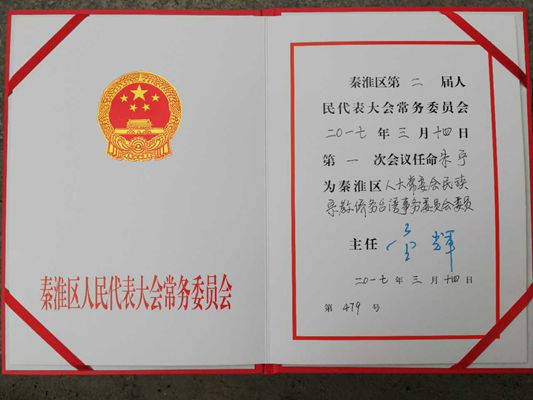 秦淮区人民代表大会常务委员会
秦淮区第 二 届人
民代表大会常务委员会
二〇一七 年 三 月 十四 日
第 一 次会议任命 朱
为秦淮区 人大常委会民族
宗教侨务台湾事务委员会委员
主任
二〇一七 年 三 月 十四 日
第 479 号